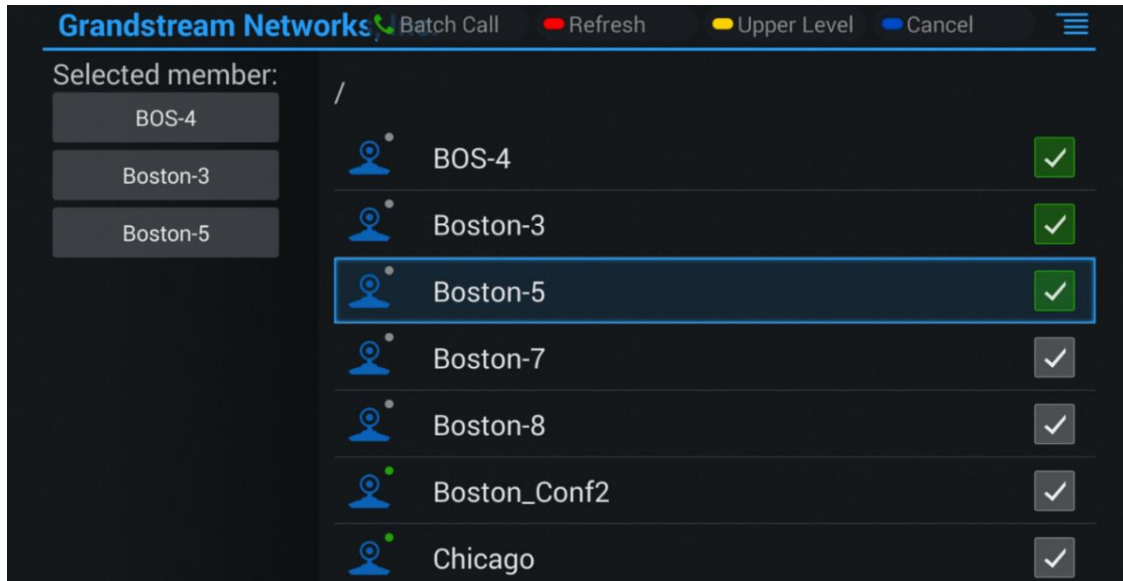 Grandstream Networks, Inc. Batch Call Refresh Upper Level Cancel
Selected member:
BOS-4
Boston-3
Boston-5
/
BOS-4
Boston-3
Boston-5
Boston-7
Boston-8
Boston_Conf2
Chicago